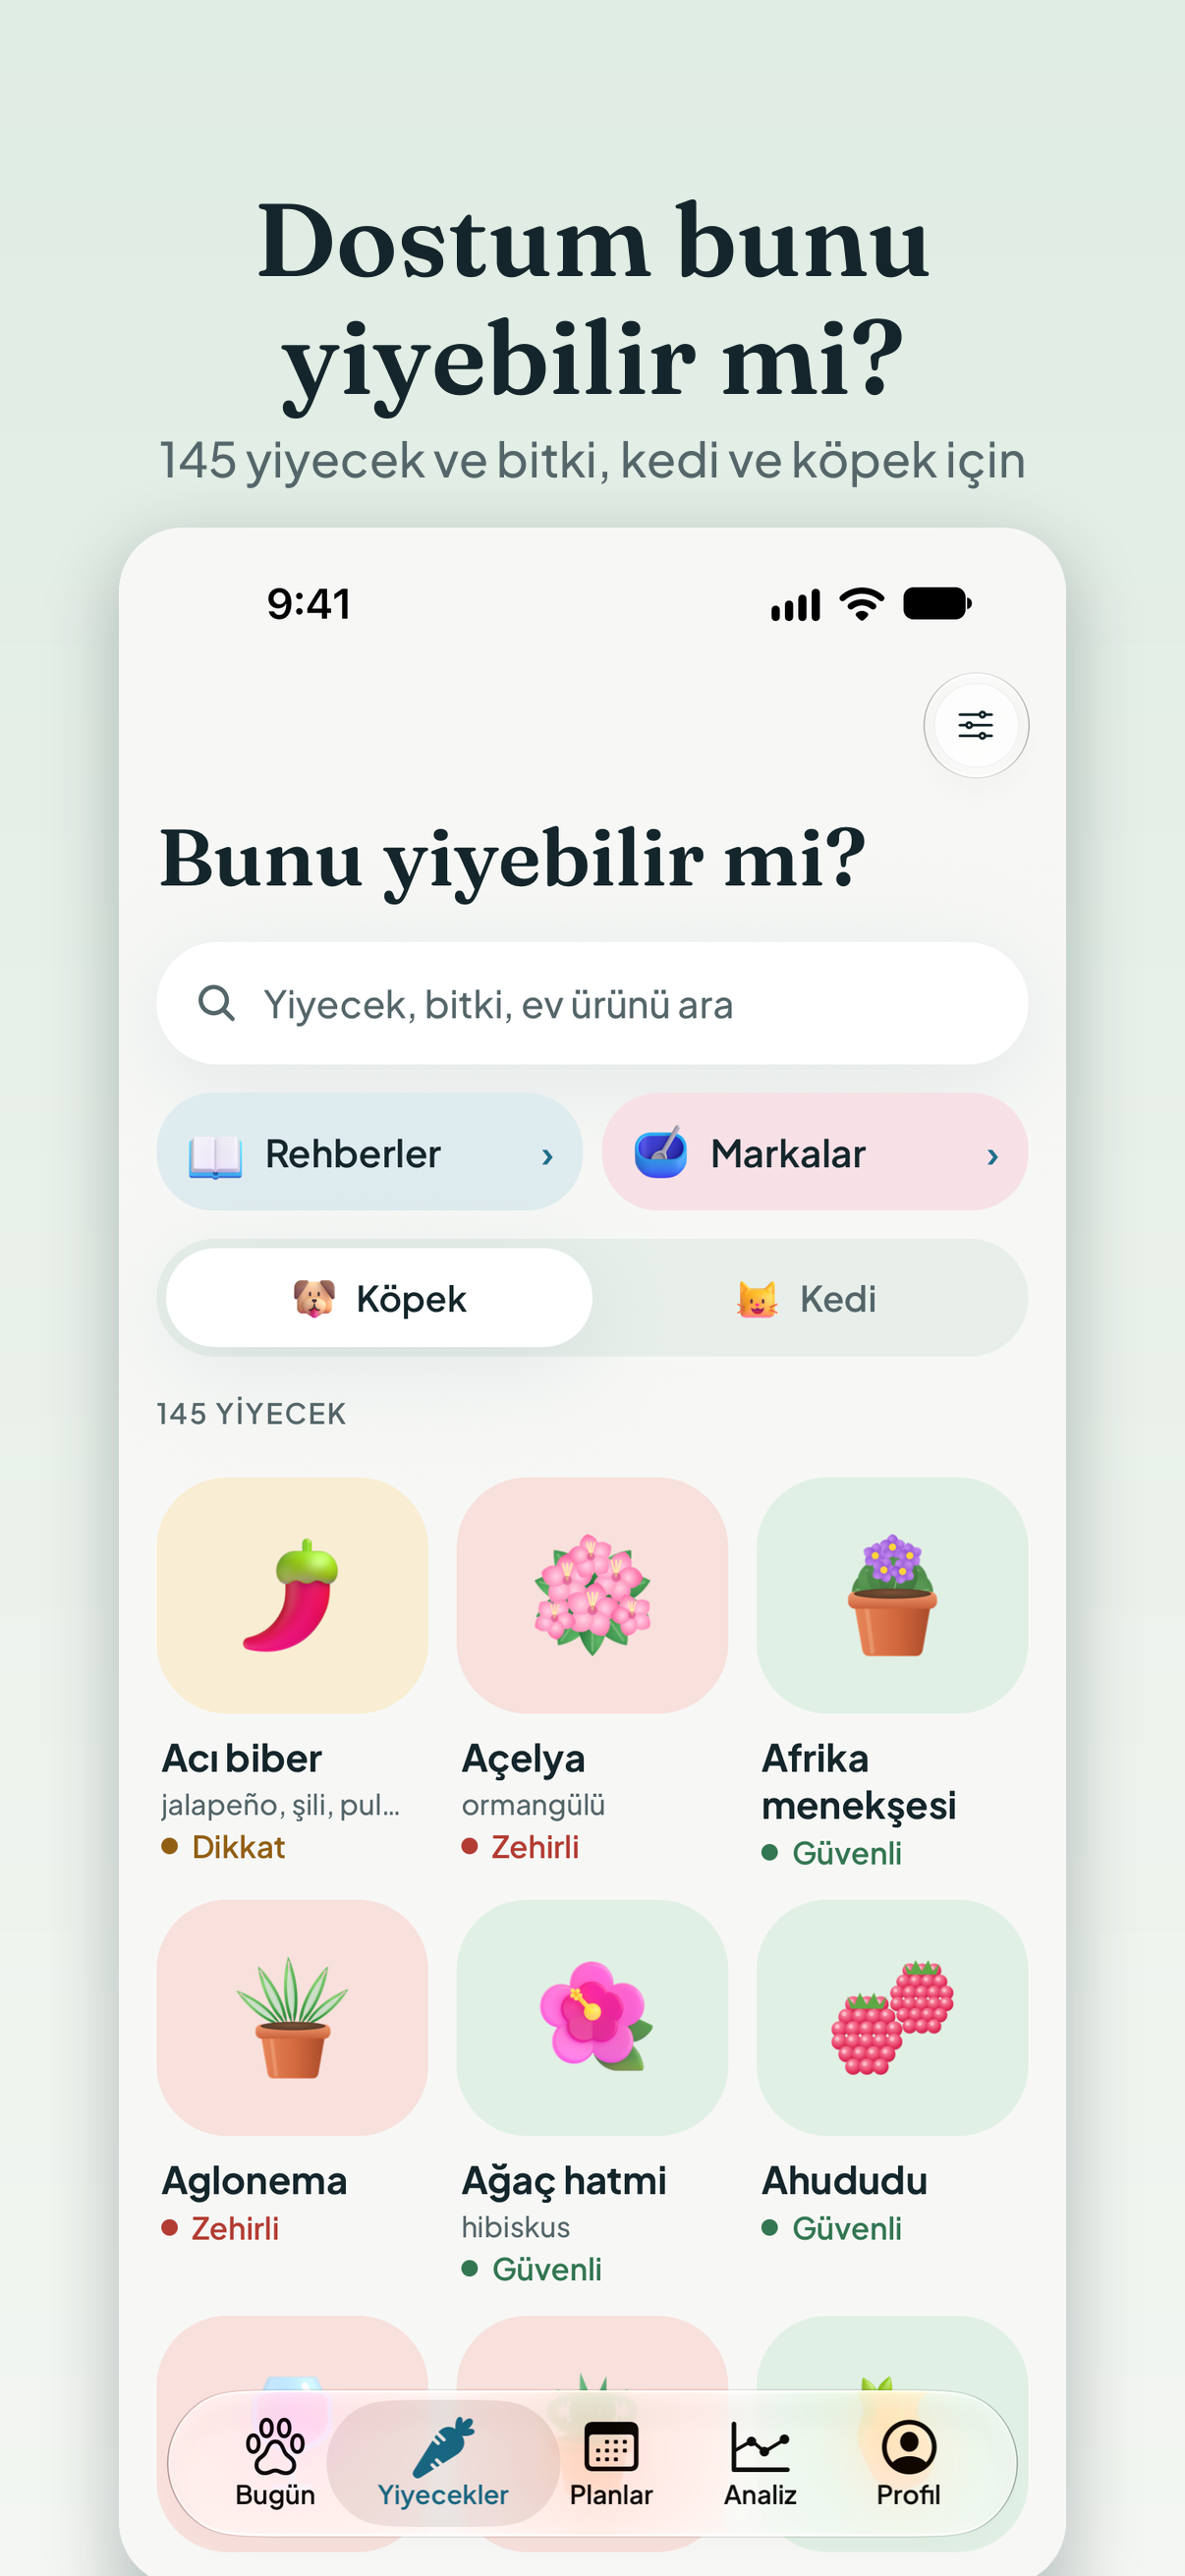 Dostum bunu
yiyebilir mi?
145 yiyecek ve bitki, kedi ve köpek için
9:41
Bunu yiyebilir mi?
Yiyecek, bitki, ev ürünü ara
Rehberler ›
Markalar ›
Köpek
Kedi
145 YİYECEK
Acı biber
jalapeño, şili, pul...
Dikkat
Açelya
ormangülü
Zehirli
Afrika
menekşesi
Güvenli
Aglonema
Zehirli
Ağaç hatmi
hibiskus
Güvenli
Ahududu
Güvenli
Bugün
Yiyecekler
Planlar
Analiz
Profil